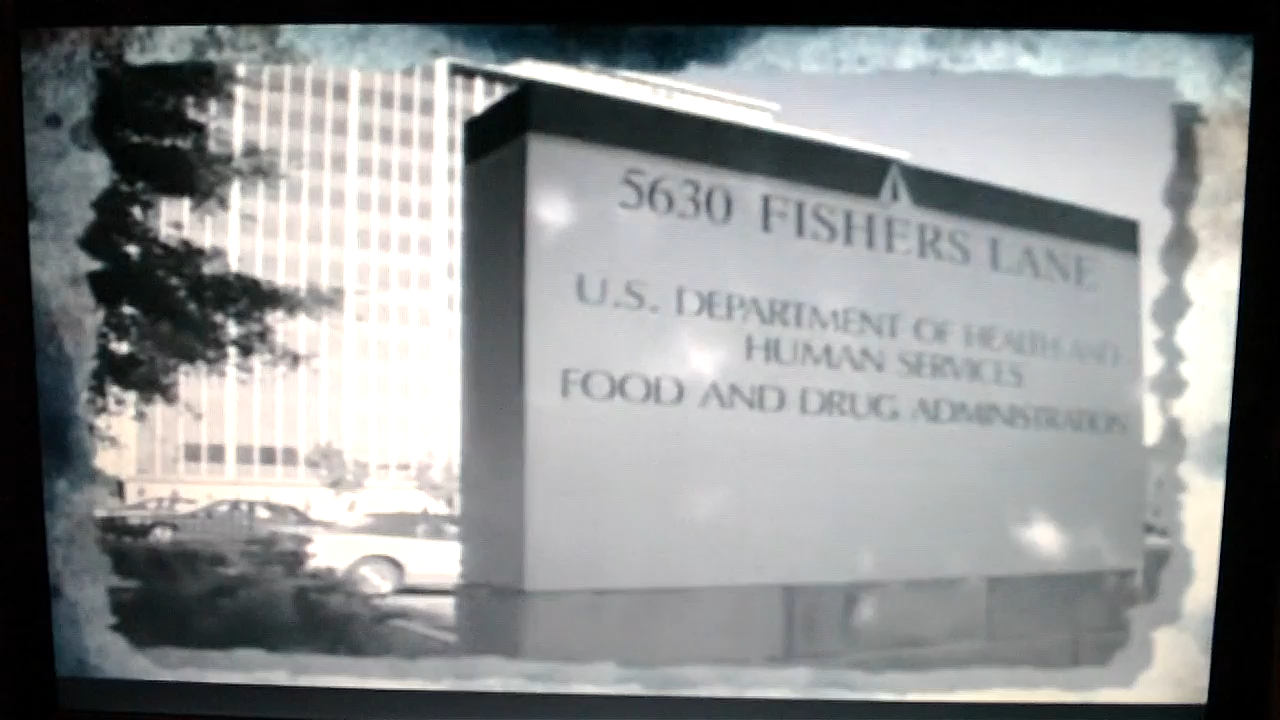 5630 FISHERS LANE
U.S. DEPARTMENT OF HEALTH AND
HUMAN SERVICES
FOOD AND DRUG ADMINISTRATION